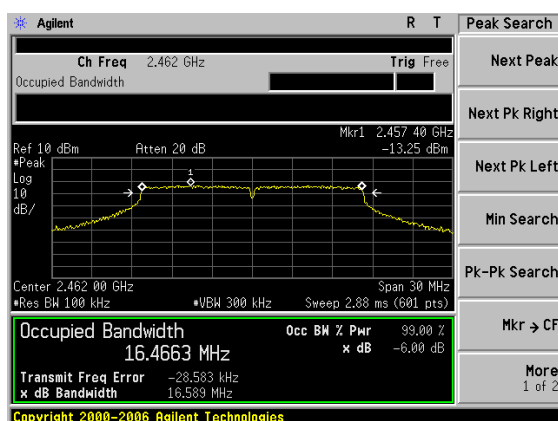 Agilent R T Peak Search
Ch Freq 2.462 GHz Trig Free
Occupied Bandwidth
Next Peak
Next Pk Right
Mkr1 2.457 40 GHz
Ref 10 dBm Atten 20 dB -13.25 dBm
#Peak
Log
10
dB/
1
Next Pk Left
Min Search
Pk-Pk Search
Center 2.462 00 GHz Span 30 MHz
#Res BW 100 kHz #VBW 300 kHz Sweep 2.88 ms (601 pts)
Occupied Bandwidth Occ BW % Pwr 99.00 %
16.4663 MHz x dB -6.00 dB
Mkr → CF
Transmit Freq Error -28.583 kHz
x dB Bandwidth 16.589 MHz
More
1 of 2
Copyright 2000-2006 Agilent Technologies